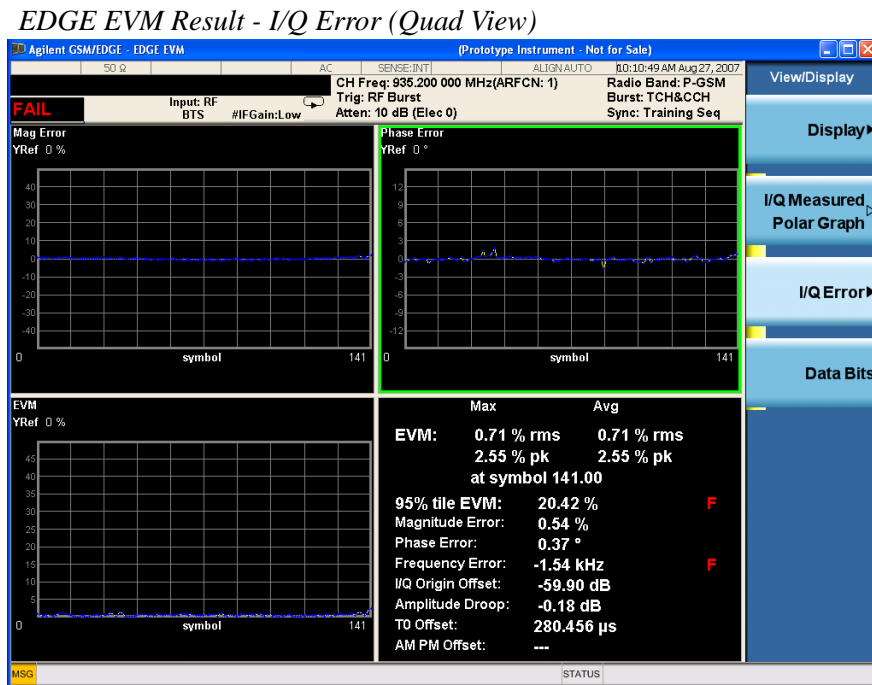 EDGE EVM Result - I/Q Error (Quad View)
Agilent GSM/EDGE - EDGE EVM (Prototype Instrument - Not for Sale)
50 Ω AC SENSE:INT ALIGN AUTO 10:10:49 AM Aug 27, 2007
CH Freq: 935.200 000 MHz(ARFCN: 1) Radio Band: P-GSM
FAIL Input: RF Trig: RF Burst Burst: TCH&CCH
BTS #IFGain:Low Atten: 10 dB (Elec 0) Sync: Training Seq
Mag Error
YRef 0 %
40
30
20
10
0
-10
-20
-30
-40
0 symbol 141
Phase Error
YRef 0 °
12
9
6
3
0
-3
-6
-9
-12
0 symbol 141
EVM
YRef 0 %
45
40
35
30
25
20
15
10
5
0 symbol 141
Max Avg
EVM: 0.71 % rms 0.71 % rms
2.55 % pk 2.55 % pk
at symbol 141.00
95% tile EVM: 20.42 % F
Magnitude Error: 0.54 %
Phase Error: 0.37 °
Frequency Error: -1.54 kHz F
I/Q Origin Offset: -59.90 dB
Amplitude Droop: -0.18 dB
T0 Offset: 280.456 µs
AM PM Offset: ---
View/Display
Display
I/Q Measured
Polar Graph
I/Q Error
Data Bits
MSG STATUS